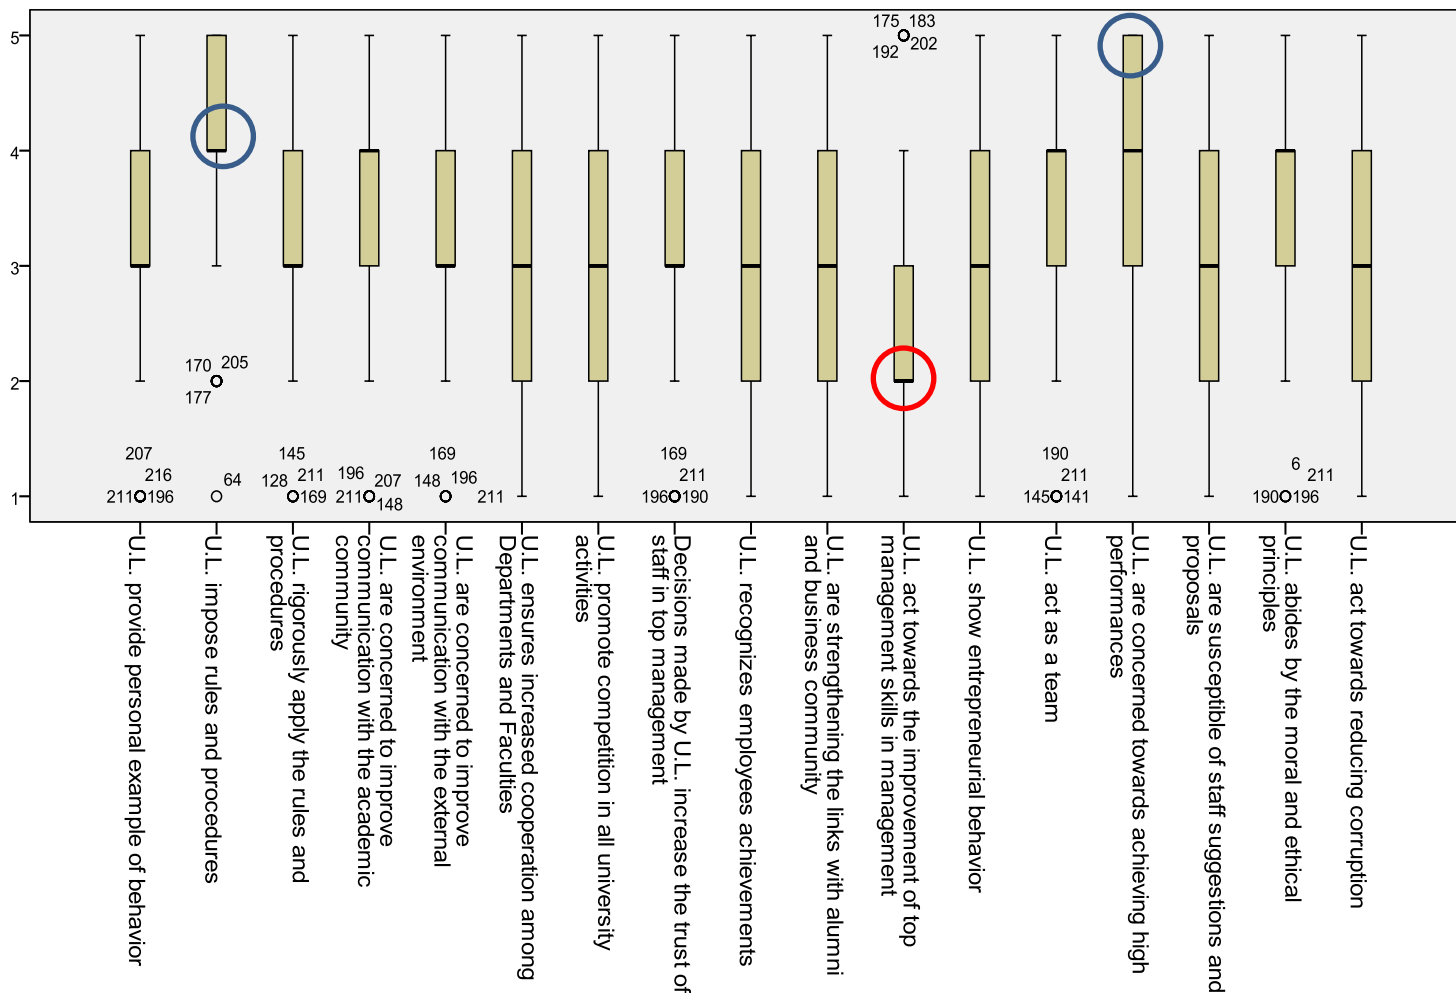 5
4
3
2
1
175 183
192 202
170 205
177
207
216
211 196
64
145
211
128 169
196
207
211 148
169
148 196
211
169
211
196 190
190
211
145 141
6
211
190 196
U.L. provide personal example of behavior
U.L. impose rules and procedures
U.L. rigorously apply the rules and
procedures
U.L. are concerned to improve
communication with the academic
community
U.L. are concerned to improve
communication with the external
environment
U.L. ensures increased cooperation among
Departments and Faculties
U.L. promote competition in all university
activities
Decisions made by U.L. increase the trust of
staff in top management
U.L. recognizes employees achievements
U.L. are strengthening the links with alumni
and business community
U.L. act towards the improvement of top
management skills in management
U.L. show entrepreneurial behavior
U.L. act as a team
U.L. are concerned towards achieving high
performances
U.L. are susceptible of staff suggestions and
proposals
U.L. abides by the moral and ethical
principles
U.L. act towards reducing corruption